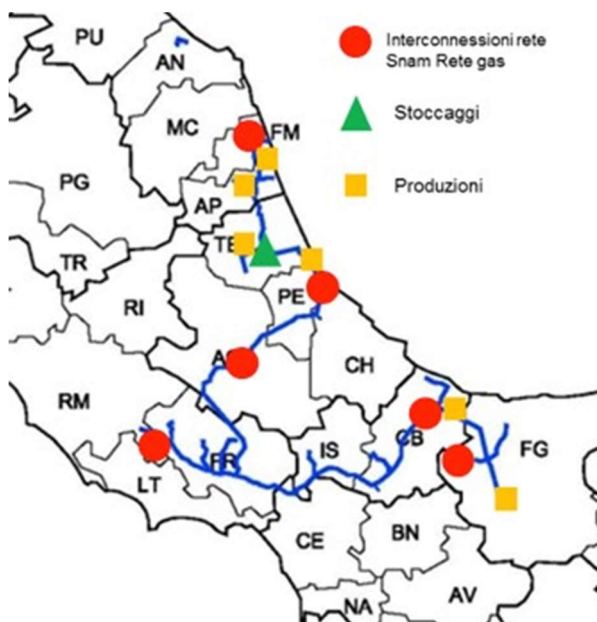 PU
AN
Interconnessioni rete
Snam Rete gas
MC
FM
Stoccaggi
PG
AP
Produzioni
TE
TR
PE
RI
CH
AQ
RM
CB
IS
FG
FR
LT
CE
BN
AV
NA